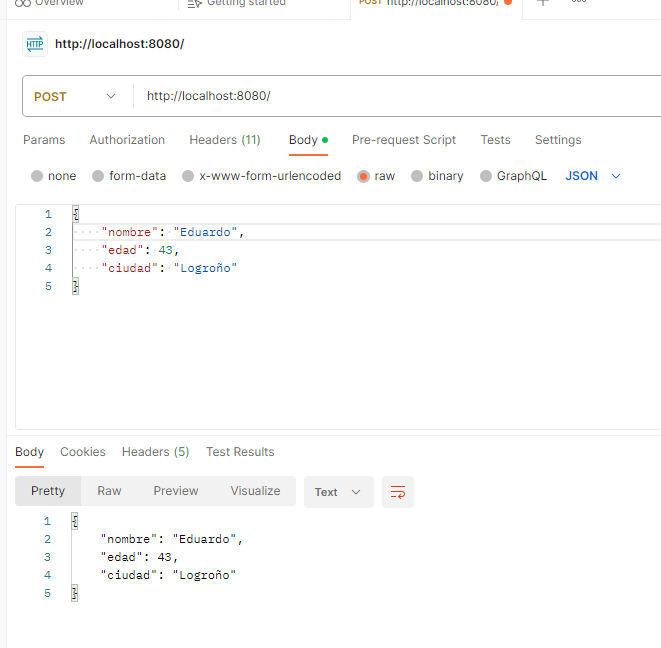 Overview Getting started POST http://localhost:8080/
HTTP http://localhost:8080/
POST http://localhost:8080/
Params Authorization Headers (11) Body Pre-request Script Tests Settings
none form-data x-www-form-urlencoded raw binary GraphQL JSON
1 {
2 "nombre": "Eduardo",
3 "edad": 43,
4 "ciudad": "Logroño"
5 }
Body Cookies Headers (5) Test Results
Pretty Raw Preview Visualize Text
1 {
2 "nombre": "Eduardo",
3 "edad": 43,
4 "ciudad": "Logroño"
5 }